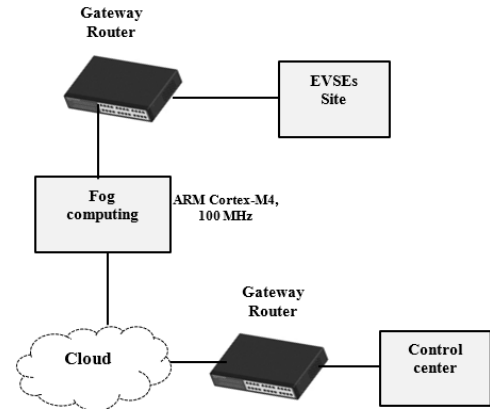 Gateway
Router
EVSEs
Site
Fog
computing
ARM Cortex-M4,
100 MHz
Gateway
Router
Cloud
Control
center